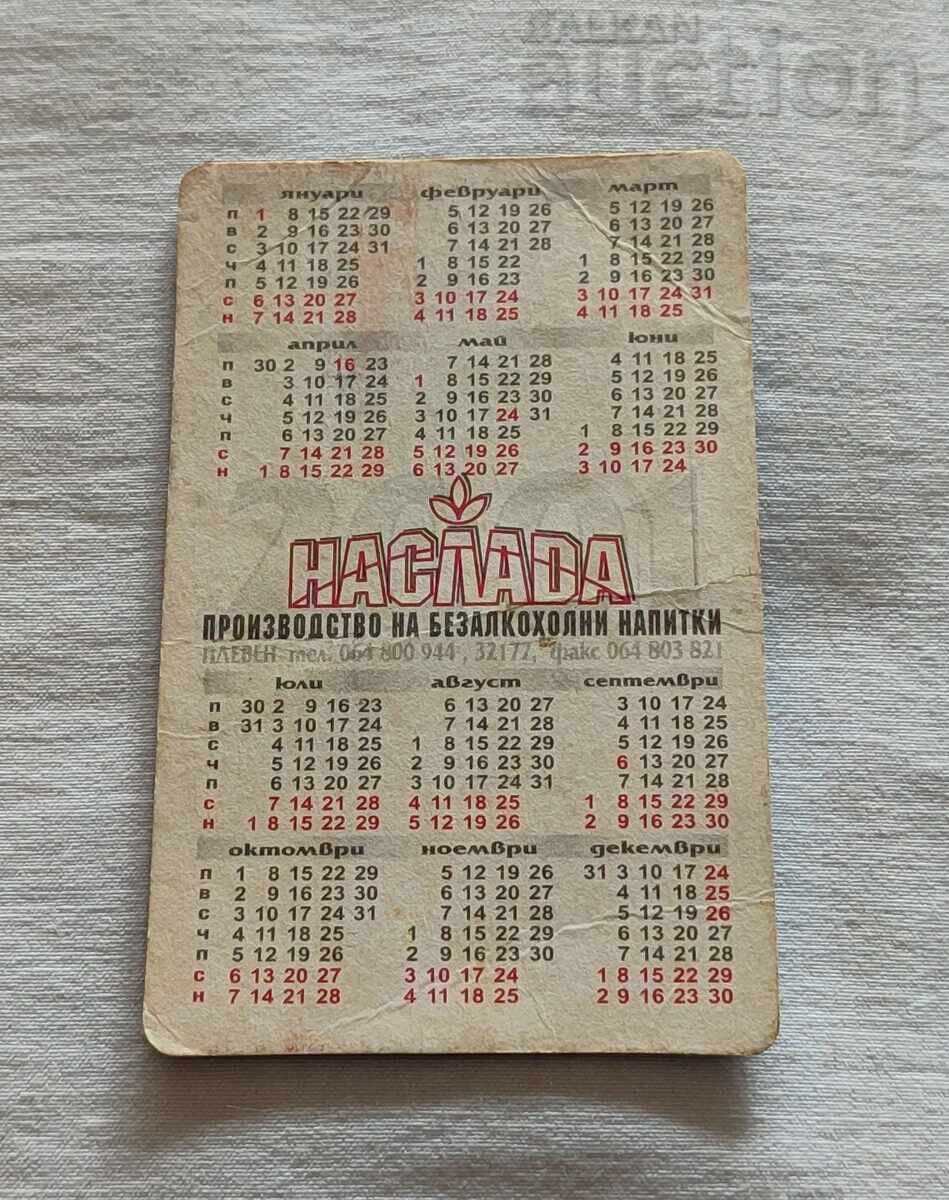 BALKAN
auction
януари февруари март
п 1 8 15 22 29 5 12 19 26 5 12 19 26
в 2 9 16 23 30 6 13 20 27 6 13 20 27
с 3 10 17 24 31 7 14 21 28 7 14 21 28
ч 4 11 18 25 1 8 15 22 1 8 15 22 29
п 5 12 19 26 2 9 16 23 2 9 16 23 30
с 6 13 20 27 3 10 17 24 3 10 17 24 31
н 7 14 21 28 4 11 18 25 4 11 18 25
април май юни
п 30 2 9 16 23 7 14 21 28 4 11 18 25
в 3 10 17 24 1 8 15 22 29 5 12 19 26
с 4 11 18 25 2 9 16 23 30 6 13 20 27
ч 5 12 19 26 3 10 17 24 31 7 14 21 28
п 6 13 20 27 4 11 18 25 1 8 15 22 29
с 7 14 21 28 5 12 19 26 2 9 16 23 30
н 1 8 15 22 29 6 13 20 27 3 10 17 24
2001
НАСЛАДА
ПРОИЗВОДСТВО НА БЕЗАЛКОХОЛНИ НАПИТКИ
ПЛЕВЕН тел. 064 800 944 , 32177, факс 064 803 821
юли август септември
п 30 2 9 16 23 6 13 20 27 3 10 17 24
в 31 3 10 17 24 7 14 21 28 4 11 18 25
с 4 11 18 25 1 8 15 22 29 5 12 19 26
ч 5 12 19 26 2 9 16 23 30 6 13 20 27
п 6 13 20 27 3 10 17 24 31 7 14 21 28
с 7 14 21 28 4 11 18 25 1 8 15 22 29
н 1 8 15 22 29 5 12 19 26 2 9 16 23 30
октомври ноември декември
п 1 8 15 22 29 5 12 19 26 31 3 10 17 24
в 2 9 16 23 30 6 13 20 27 4 11 18 25
с 3 10 17 24 31 7 14 21 28 5 12 19 26
ч 4 11 18 25 1 8 15 22 29 6 13 20 27
п 5 12 19 26 2 9 16 23 30 7 14 21 28
с 6 13 20 27 3 10 17 24 1 8 15 22 29
н 7 14 21 28 4 11 18 25 2 9 16 23 30